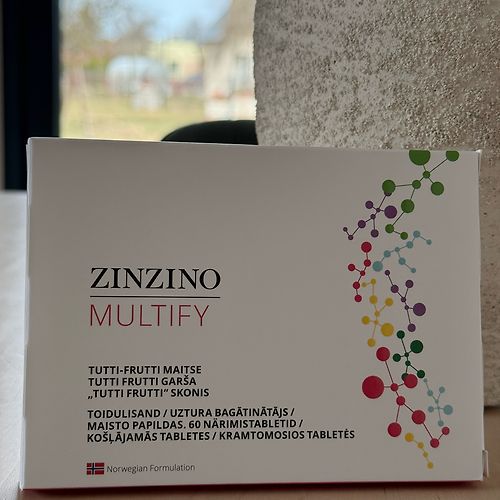 ZINZINO
MULTIFY
TUTTI-FRUTTI MAITSE
TUTTI FRUTTI GARŠA
„TUTTI FRUTTI“ SKONIS
TOIDULISAND / UZTURA BAGĀTINĀTĀJS /
MAISTO PAPILDAS. 60 NÄRIMISTABLETID /
KOŠĻĀJAMĀS TABLETES / KRAMTOMOSIOS TABLETĖS
Norwegian Formulation